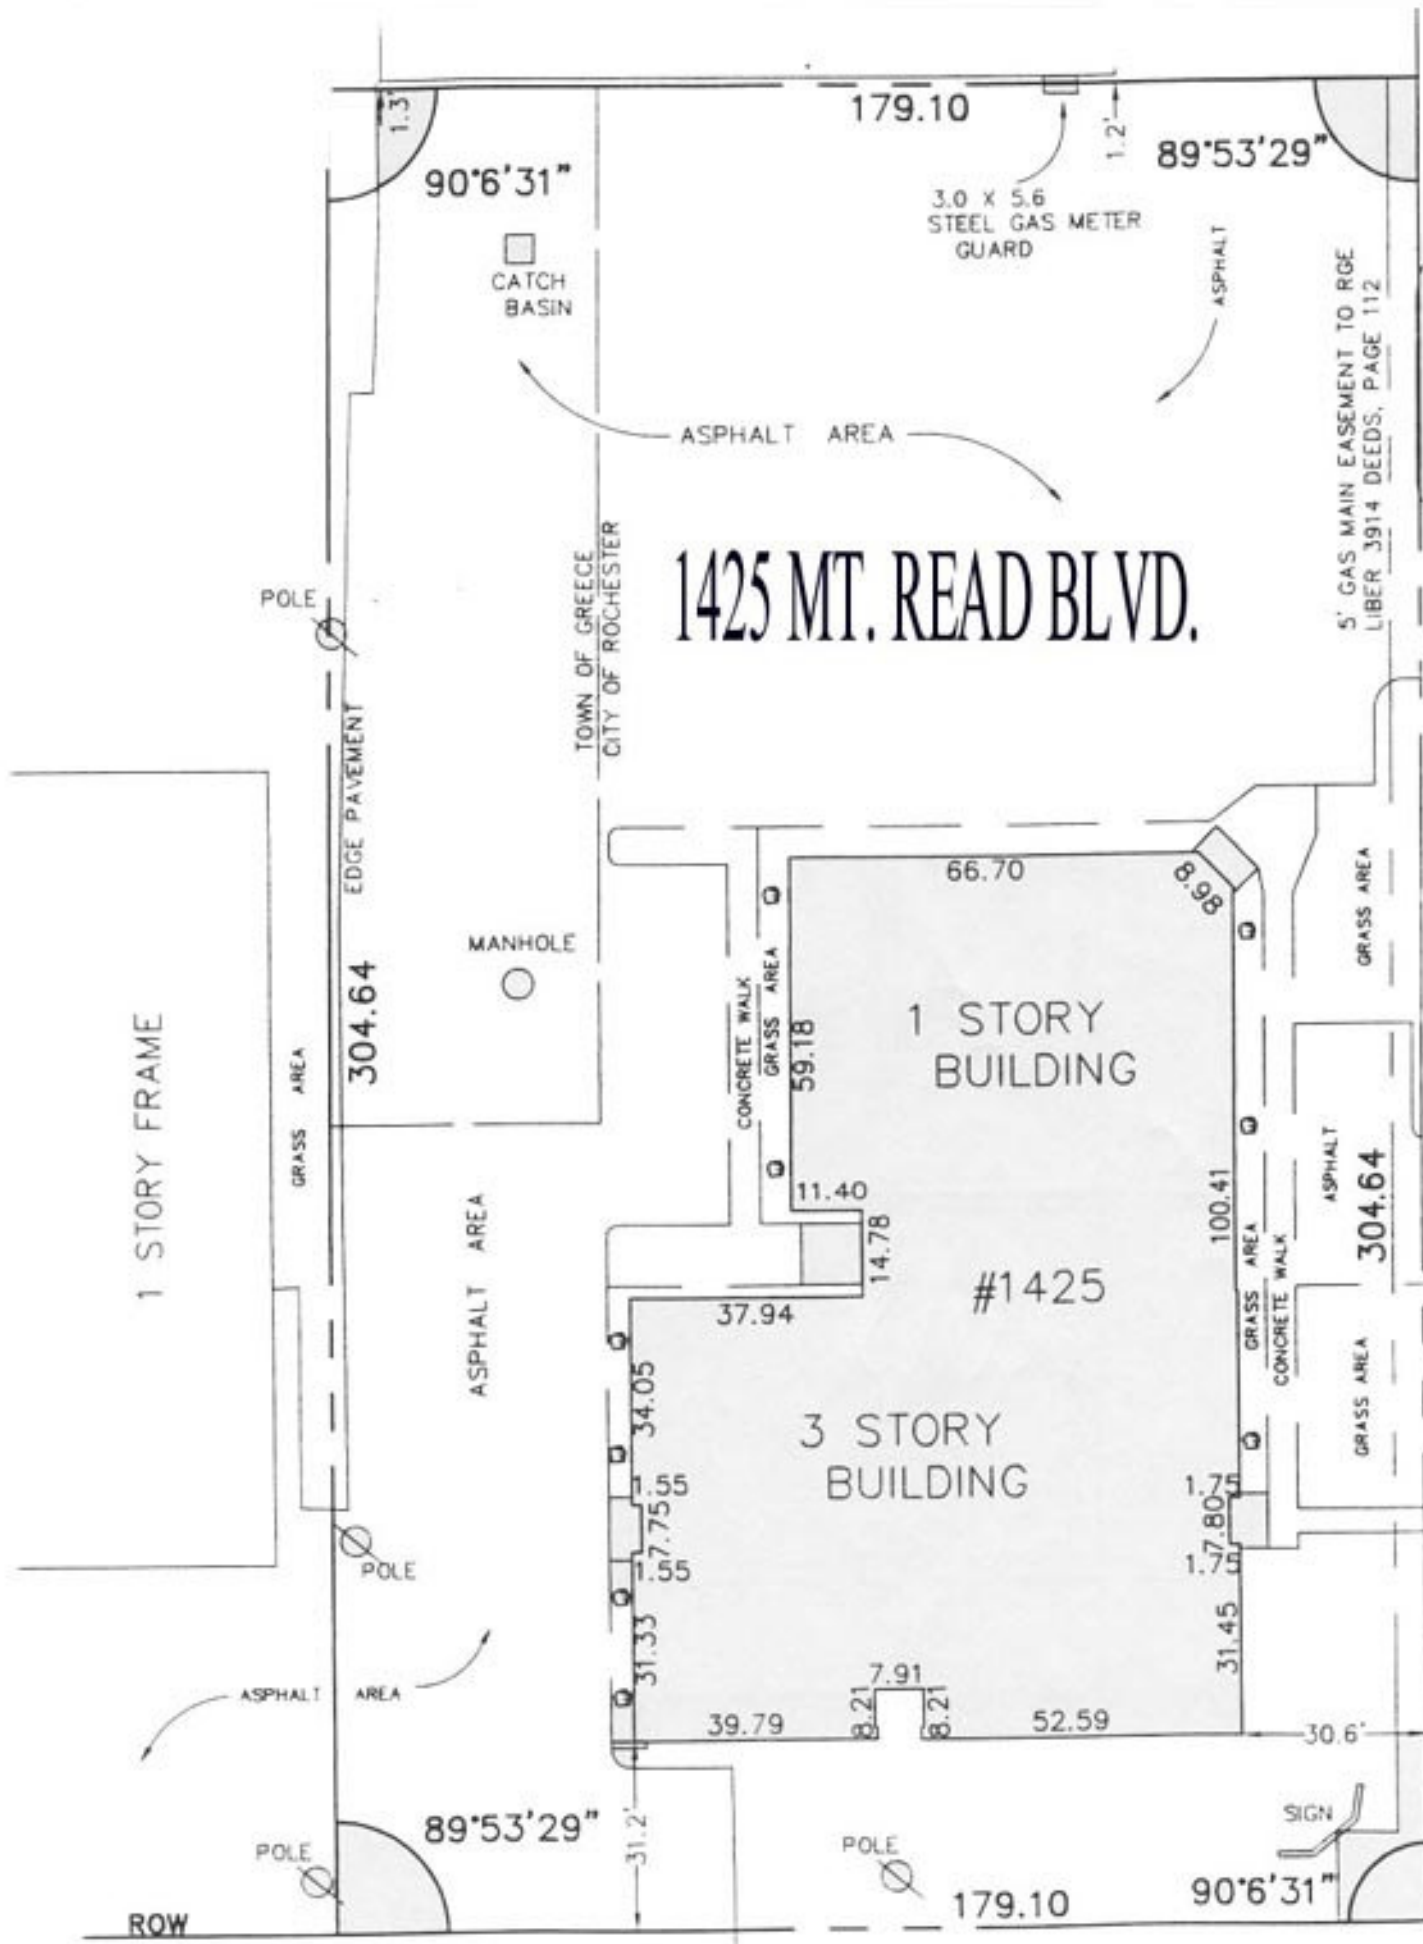 179.10
1.3'
1.2'
90°6'31"
89°53'29"
3.0 X 5.6
STEEL GAS METER
GUARD
CATCH
BASIN
ASPHALT
5' GAS MAIN EASEMENT TO RGE
LIBER 3914 DEEDS, PAGE 112
ASPHALT AREA
1425 MT. READ BLVD.
TOWN OF GREECE
CITY OF ROCHESTER
POLE
EDGE PAVEMENT
304.64
MANHOLE
66.70
8.98
GRASS AREA
CONCRETE WALK
GRASS AREA
59.18
1 STORY
BUILDING
1 STORY FRAME
GRASS AREA
ASPHALT
304.64
100.41
11.40
14.78
ASPHALT AREA
GRASS AREA
CONCRETE WALK
#1425
37.94
34.05
GRASS AREA
3 STORY
BUILDING
1.55
7.75
1.55
1.75
7.80
1.75
POLE
31.33
31.45
ASPHALT AREA
7.91
39.79
8.21
8.21
52.59
30.6'
89°53'29"
31.2'
SIGN
POLE
POLE
179.10
90°6'31"
ROW